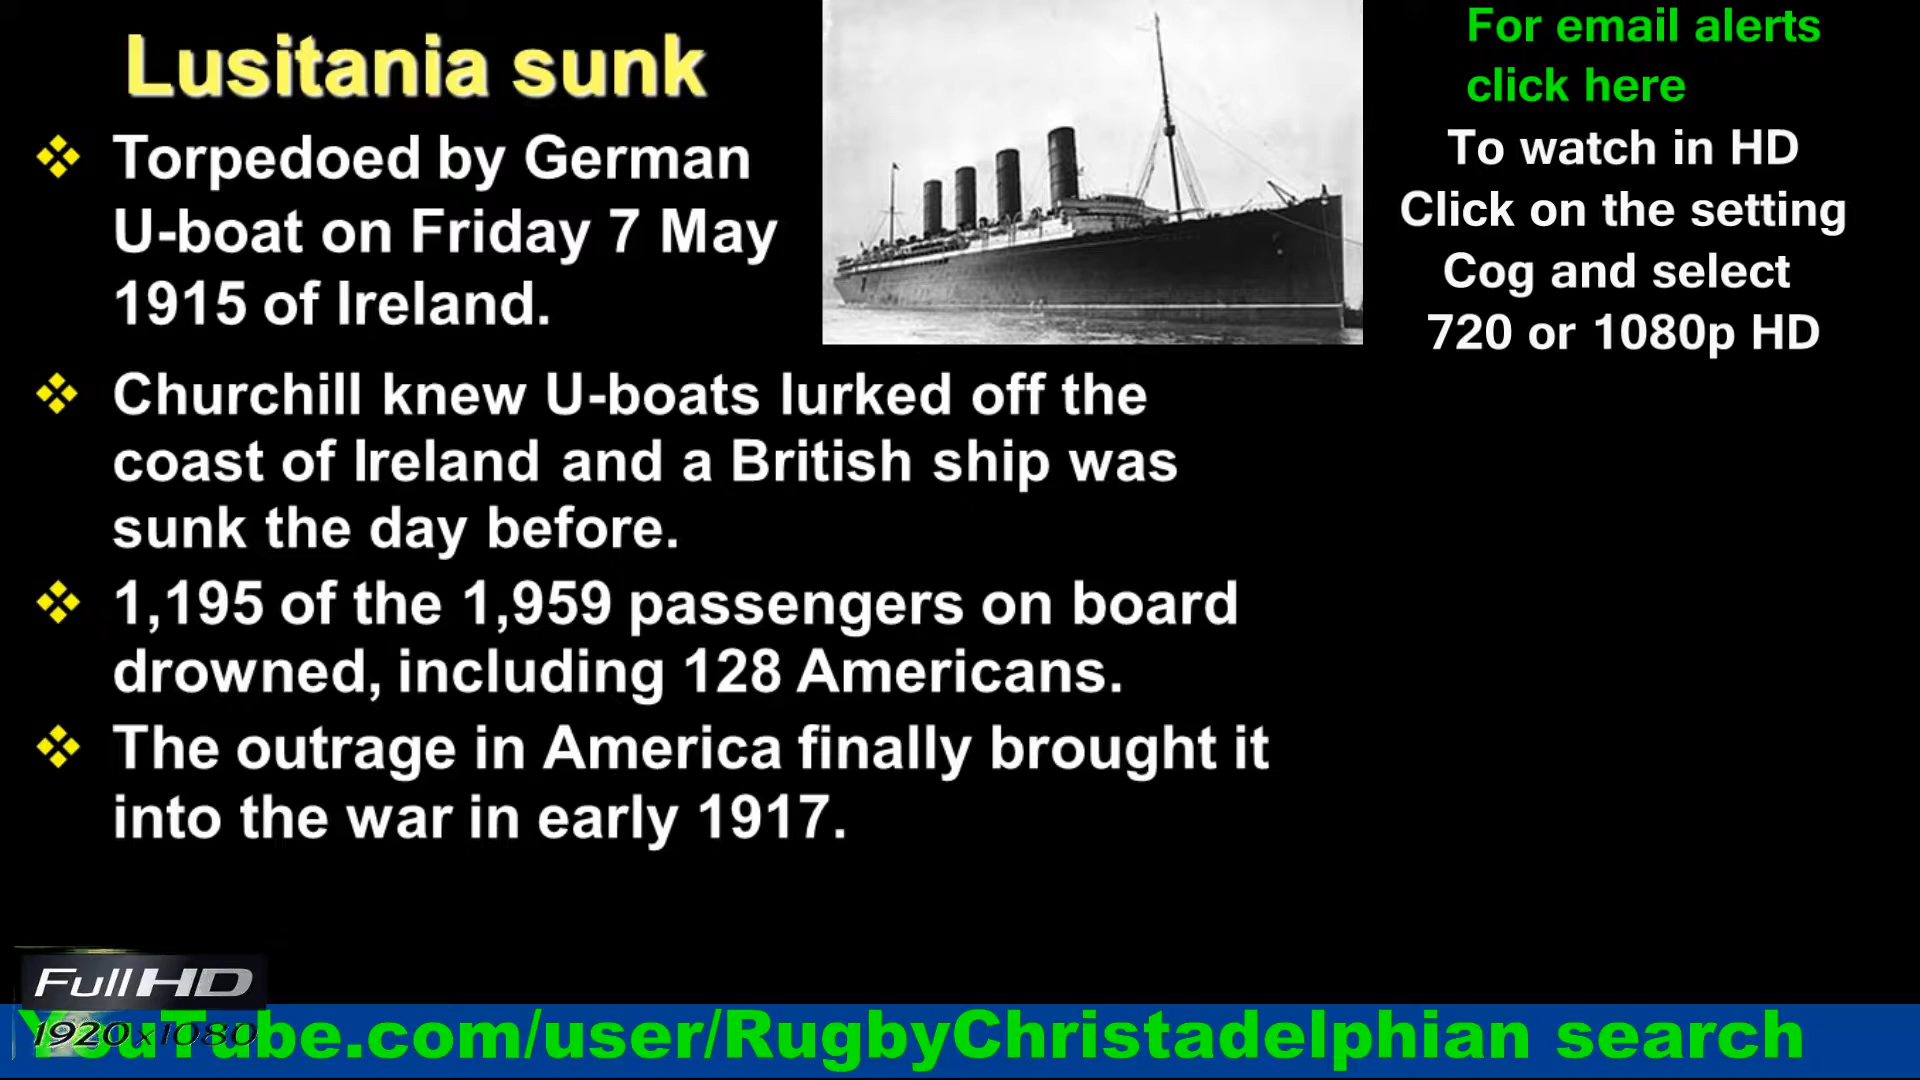 Lusitania sunk
Torpedoed by German
U-boat on Friday 7 May
1915 of Ireland.
Churchill knew U-boats lurked off the
coast of Ireland and a British ship was
sunk the day before.
1,195 of the 1,959 passengers on board
drowned, including 128 Americans.
The outrage in America finally brought it
into the war in early 1917.
For email alerts
click here
To watch in HD
Click on the setting
Cog and select
720 or 1080p HD
Full HD
1920x1080
YouTube.com/user/RugbyChristadelphian search